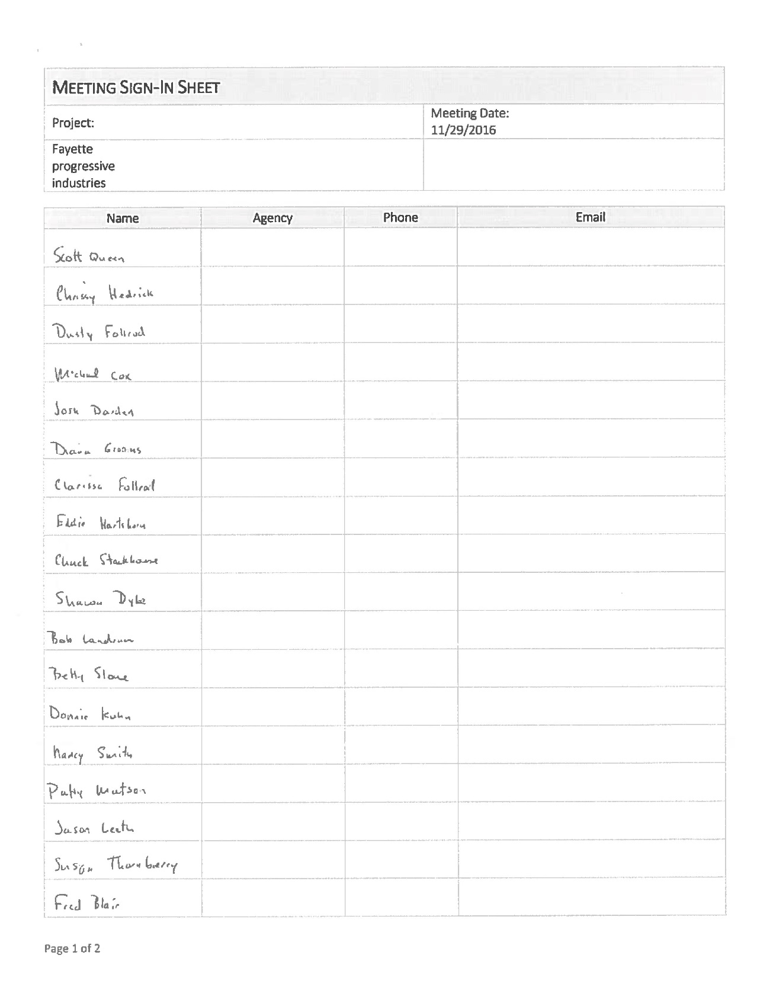 MEETING SIGN-IN SHEET
Project:
Meeting Date:
11/29/2016
Fayette
progressive
industries
Name Agency Phone Email
Scott Queen
Chrissy Hedrick
Dusty Follrod
Michael Cox
Josh Darden
Diana Grooms
Clarissa Follrod
Eddie Hartshorn
Chuck Stackhouse
Sharon Dyke
Bob Landrum
Betty Slone
Donnie Kuhn
Nancy Smith
Patty Matson
Jason Leeth
Susan Thornberry
Fred Blair
Page 1 of 2